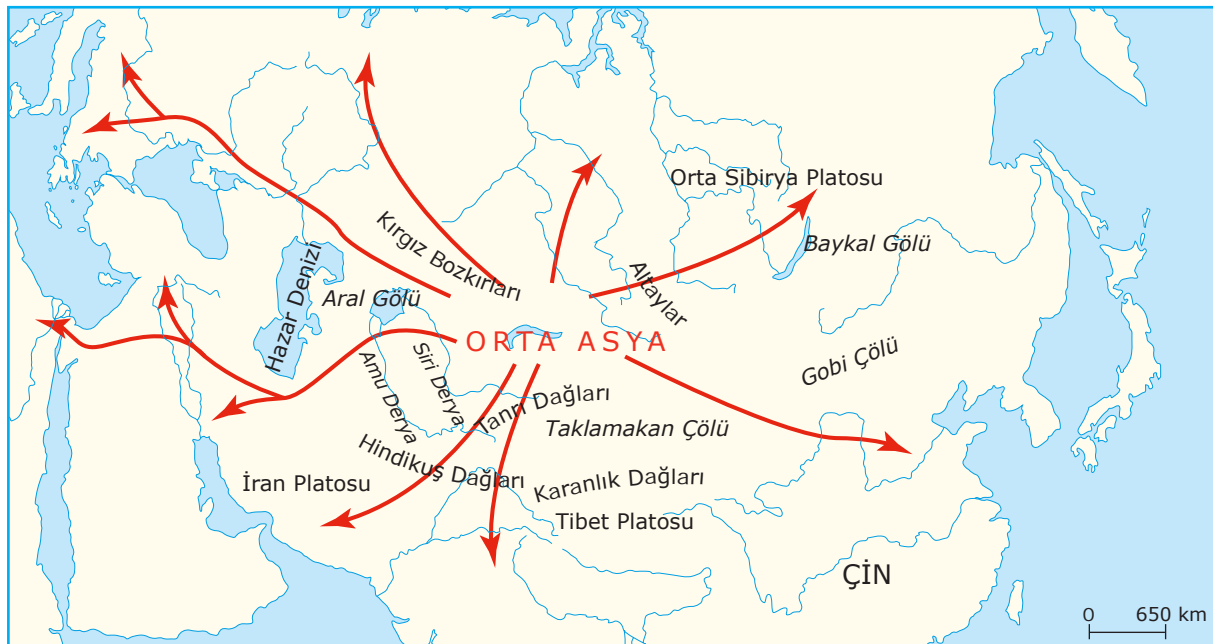 Orta Sibirya Platosu
Baykal Gölü
Kırgız Bozkırları
Altaylar
Hazar Denizi
Aral Gölü
ORTA ASYA
Gobi Çölü
Amu Derya
Siri Derya
Tanrı Dağları
Taklamakan Çölü
Hindikuş Dağları
İran Platosu
Karanlık Dağları
Tibet Platosu
ÇİN
0 650 km